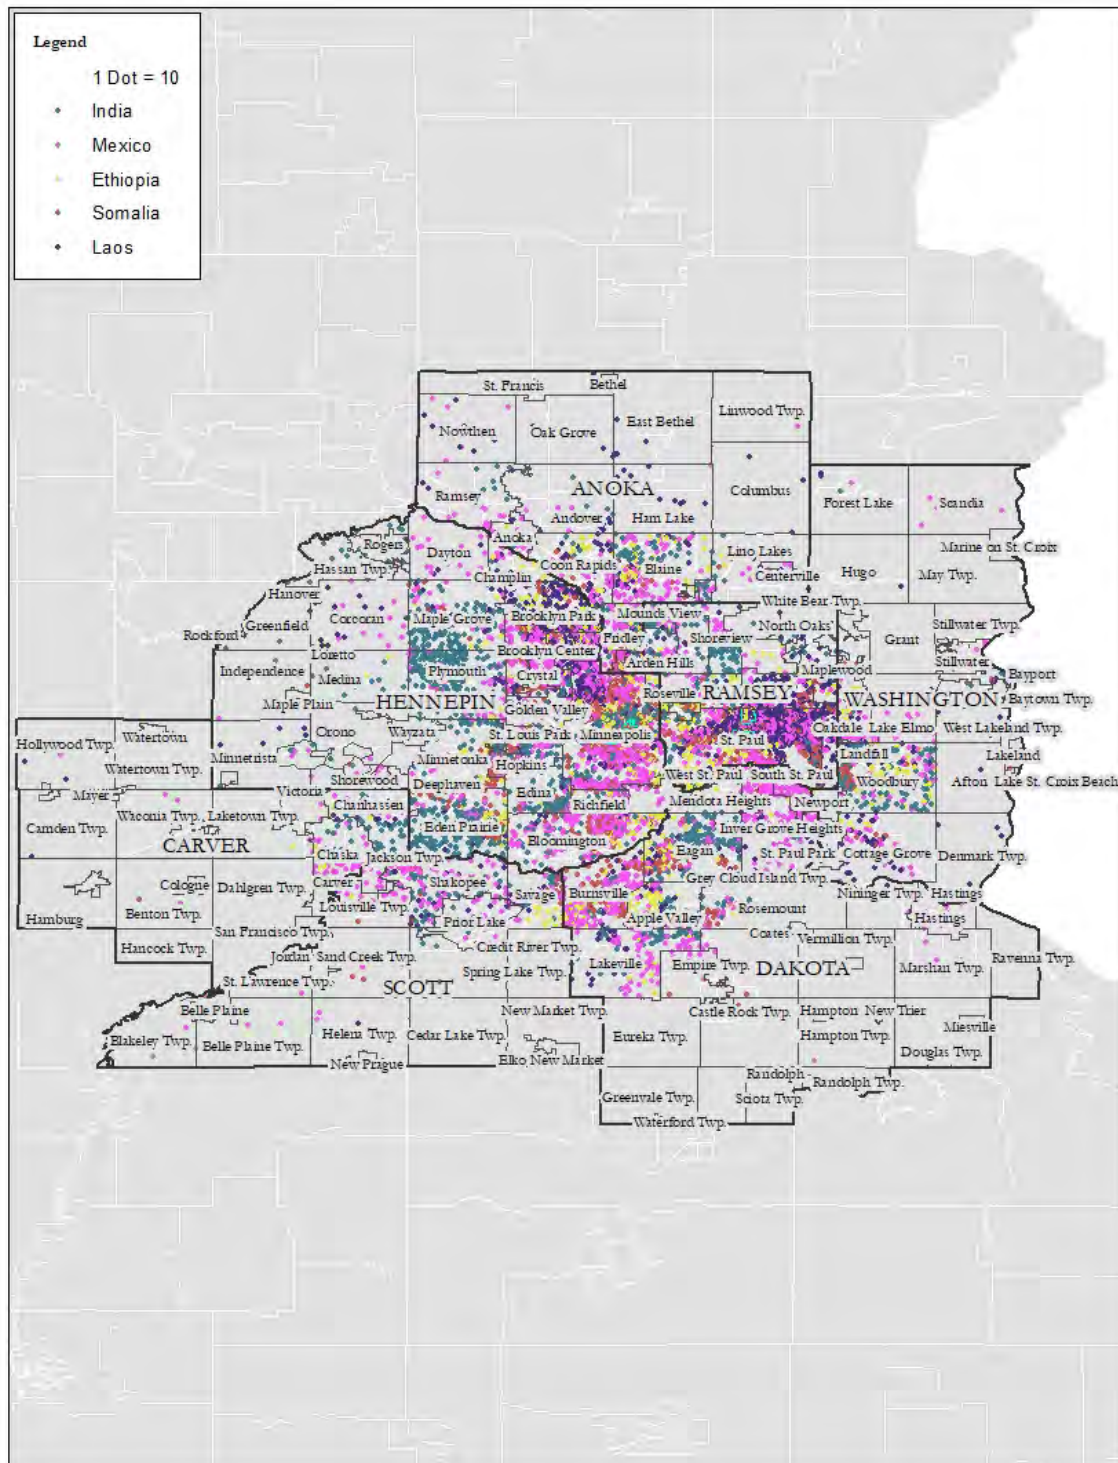 Legend
1 Dot = 10
India
Mexico
Ethiopia
Somalia
Laos
St. Francis
Bethel
Linwood Twp.
East Bethel
Nowthen
Oak Grove
Ramsey
ANOKA
Columbus
Forest Lake
Scandia
Andover
Ham Lake
Anoka
Rogers
Dayton
Lino Lakes
Marine on St. Croix
Hassan Twp.
Coon Rapids
Blaine
Champlin
Centerville
Hugo
May Twp.
Hanover
White Bear Twp.
Corcoran
Maple Grove
Brooklyn Park
Mounds View
Greenfield
North Oaks
Stillwater Twp.
Rockford
Fridley
Shoreview
Grant
Loretto
Brooklyn Center
Arden Hills
Stillwater
Independence
Medina
Plymouth
Crystal
Maplewood
Bayport
Maple Plain
HENNEPIN
Roseville
RAMSEY
WASHINGTON
Baytown Twp.
Golden Valley
Watertown
Orono
Wayzata
St. Louis Park
Minneapolis
St. Paul
Oakdale
Lake Elmo
West Lakeland Twp.
Hollywood Twp.
Minnetrista
Minnetonka
Hopkins
Landfall
Lakeland
Watertown Twp.
Shorewood
Deephaven
West St. Paul
South St. Paul
Woodbury
Afton
Lake St. Croix Beach
Mayer
Victoria
Edina
Waconia Twp.
Laketown Twp.
Chanhassen
Richfield
Mendota Heights
Newport
Camden Twp.
CARVER
Eden Prairie
Bloomington
Inver Grove Heights
Chaska
Jackson Twp.
Eagan
St. Paul Park
Cottage Grove
Denmark Twp.
Cologne
Dahlgren Twp.
Carver
Shakopee
Savage
Burnsville
Grey Cloud Island Twp.
Nininger Twp.
Hastings
Hamburg
Benton Twp.
Louisville Twp.
Prior Lake
Apple Valley
Rosemount
Hastings
San Francisco Twp.
Coates
Vermillion Twp.
Hancock Twp.
Credit River Twp.
Jordan
Sand Creek Twp.
Lakeville
Empire Twp.
DAKOTA
Marshan Twp.
Ravenna Twp.
St. Lawrence Twp.
Spring Lake Twp.
SCOTT
Belle Plaine
New Market Twp.
Castle Rock Twp.
Hampton
New Trier
Blakeley Twp.
Belle Plaine Twp.
Helena Twp.
Cedar Lake Twp.
Eureka Twp.
Hampton Twp.
Miesville
New Prague
Elko New Market
Douglas Twp.
Randolph
Randolph Twp.
Greenvale Twp.
Sciota Twp.
Waterford Twp.